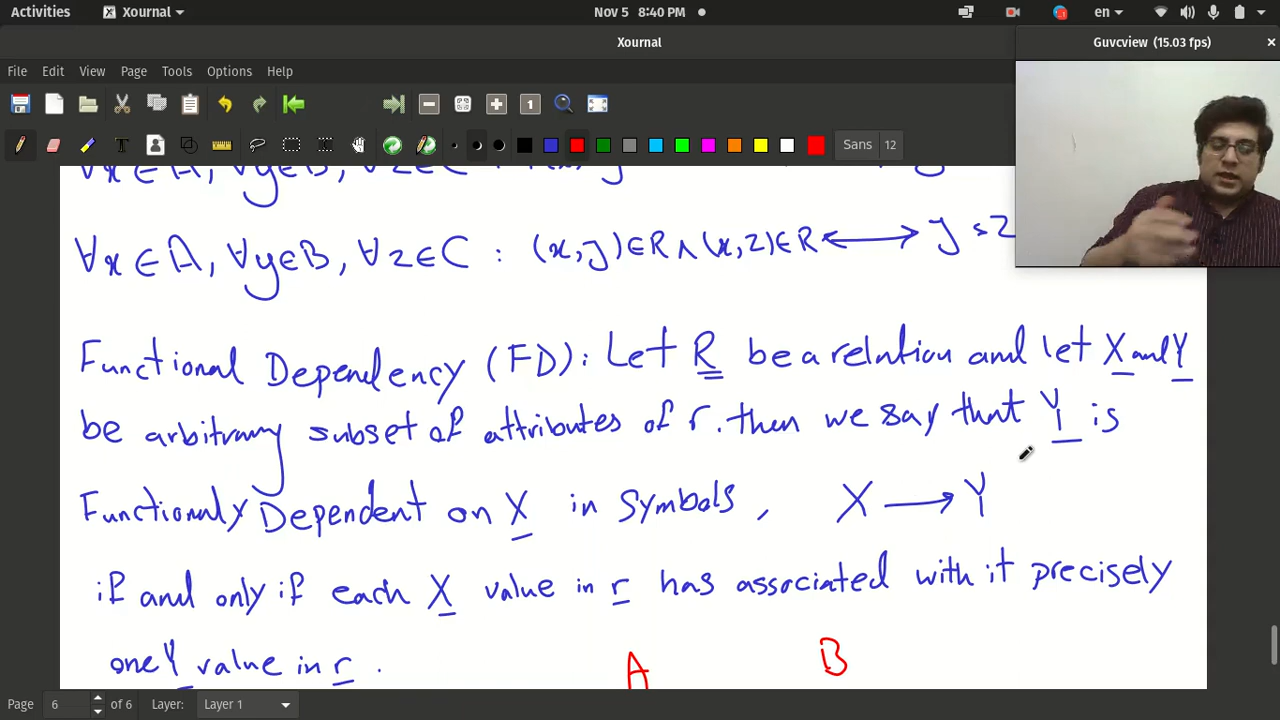 Activities Xournal Nov 5 8:40 PM en
Xournal
Guvcview (15.03 fps)
File Edit View Page Tools Options Help
Sans 12
∀x∈A, ∀y∈B, ∀z∈C :
∀x∈A, ∀y∈B, ∀z∈C : (x,y)∈R ∧ (x,z)∈R ⟷ y = z
Functional Dependency (FD): Let R be a relation and let X and Y
be arbitrary subset of attributes of r. then we say that Y is
Functionaly Dependent on X in Symbols, X → Y
if and only if each X value in r has associated with it precisely
one Y value in r.
A B
Page 6 of 6 Layer: Layer 1